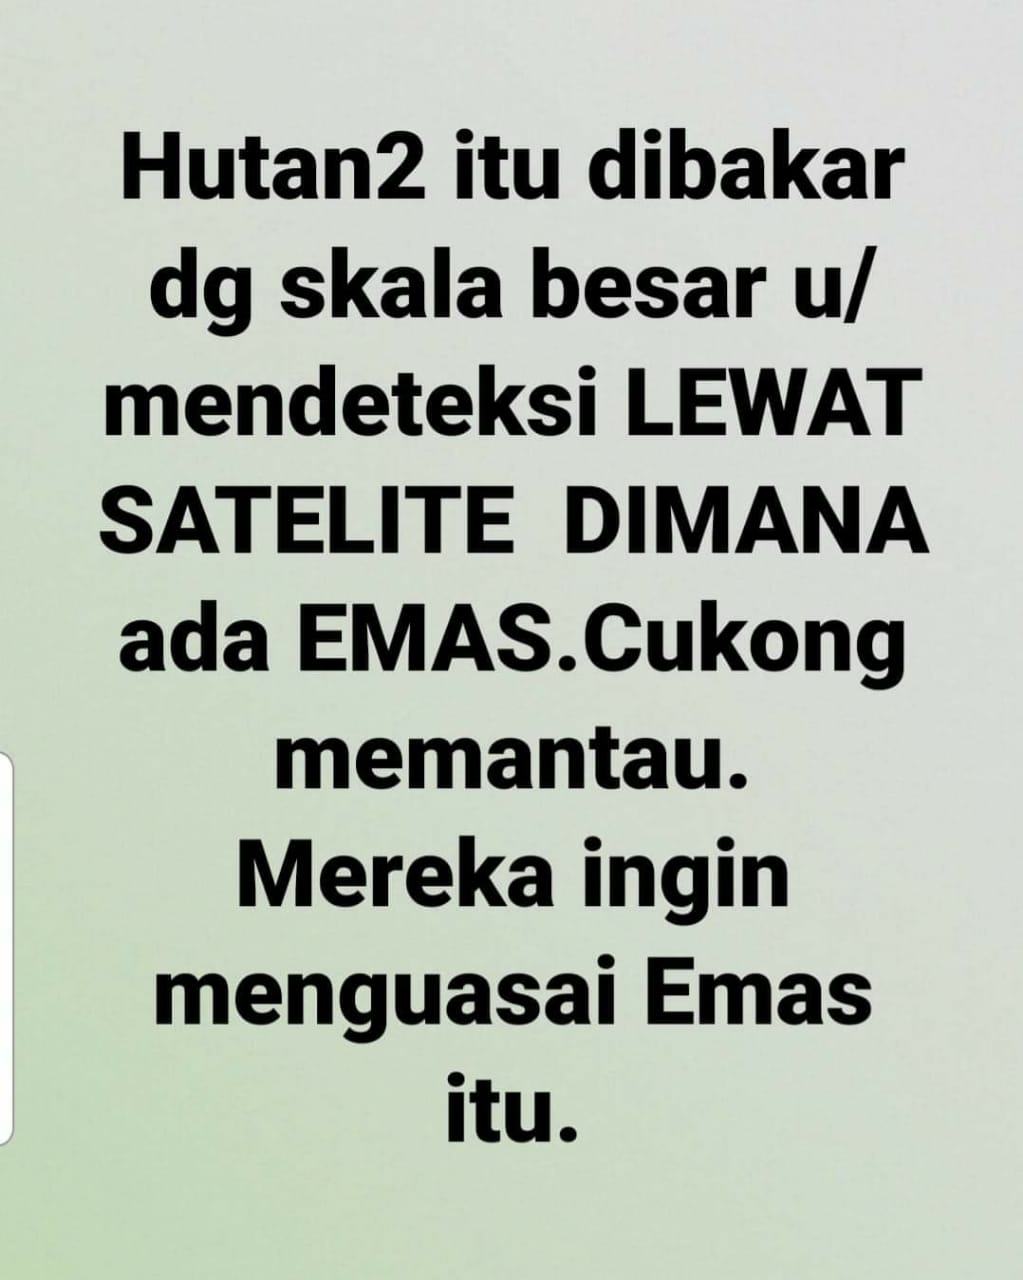 Hutan2 itu dibakar
dg skala besar u/
mendeteksi LEWAT
SATELITE DIMANA
ada EMAS.Cukong
memantau.
Mereka ingin
menguasai Emas
itu.